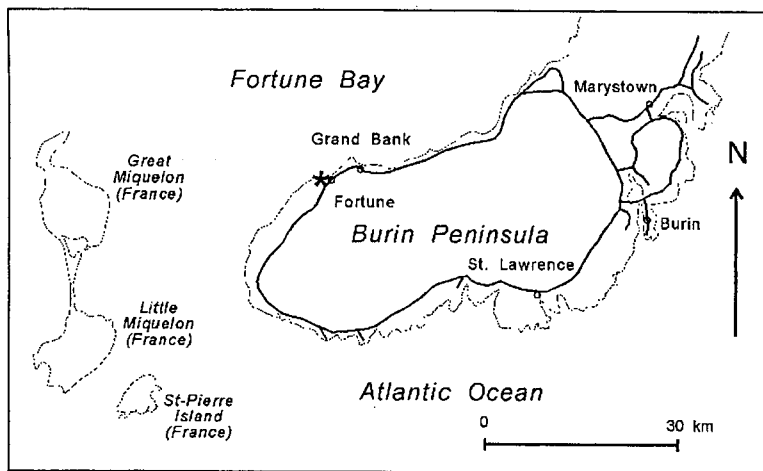 Fortune Bay
Marystown
Grand Bank
N
Great
Miquelon
(France)
Fortune
Burin Peninsula
Burin
St. Lawrence
Little
Miquelon
(France)
St-Pierre
Island
(France)
Atlantic Ocean
0 30 km